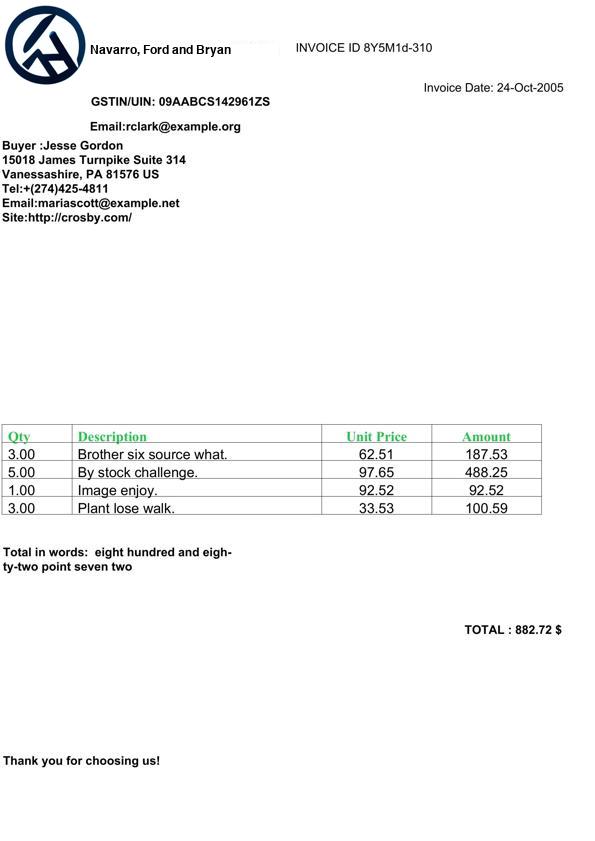 Navarro, Ford and Bryan
INVOICE ID 8Y5M1d-310
Invoice Date: 24-Oct-2005
GSTIN/UIN: 09AABCS142961ZS
Email:rclark@example.org
Buyer :Jesse Gordon
15018 James Turnpike Suite 314
Vanessashire, PA 81576 US
Tel:+(274)425-4811
Email:mariascott@example.net
Site:http://crosby.com/
Qty Description Unit Price Amount
3.00 Brother six source what. 62.51 187.53
5.00 By stock challenge. 97.65 488.25
1.00 Image enjoy. 92.52 92.52
3.00 Plant lose walk. 33.53 100.59
Total in words:  eight hundred and eigh-
ty-two point seven two
TOTAL : 882.72 $
Thank you for choosing us!